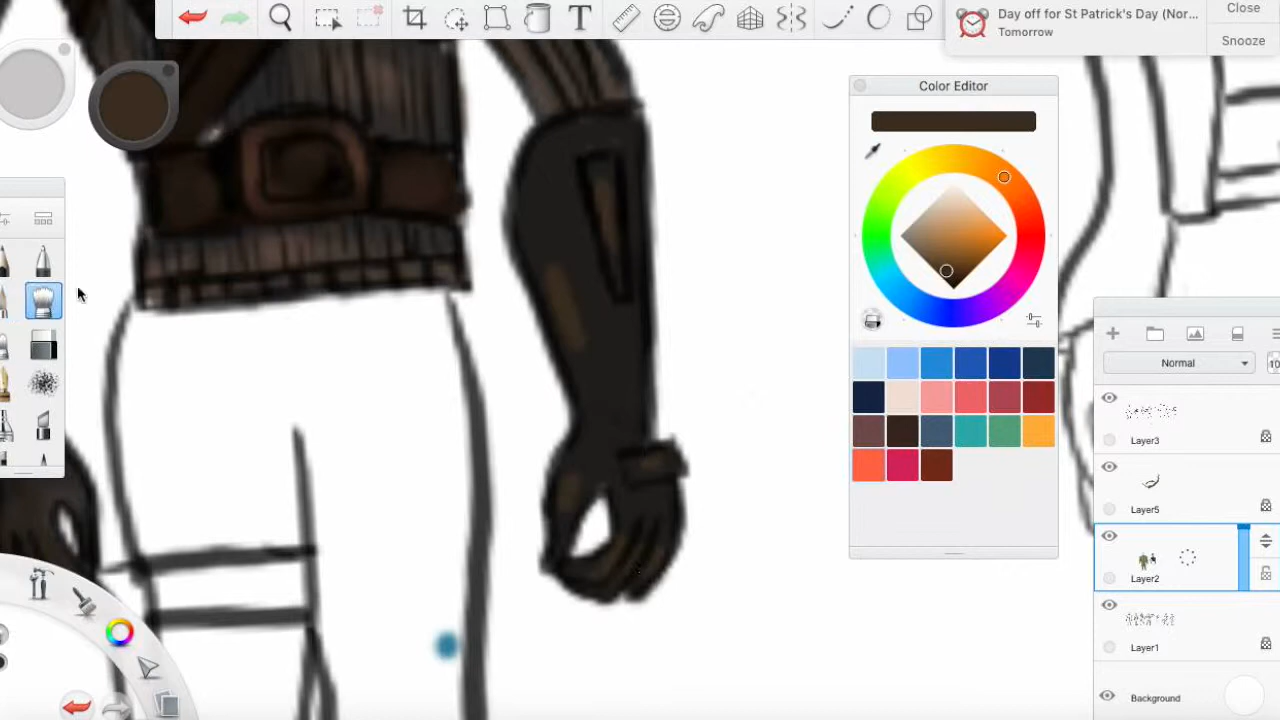 Day off for St Patrick's Day (Nor...
Tomorrow
Close
Snooze
Color Editor
Normal
Layer3
Layer5
Layer2
Layer1
Background